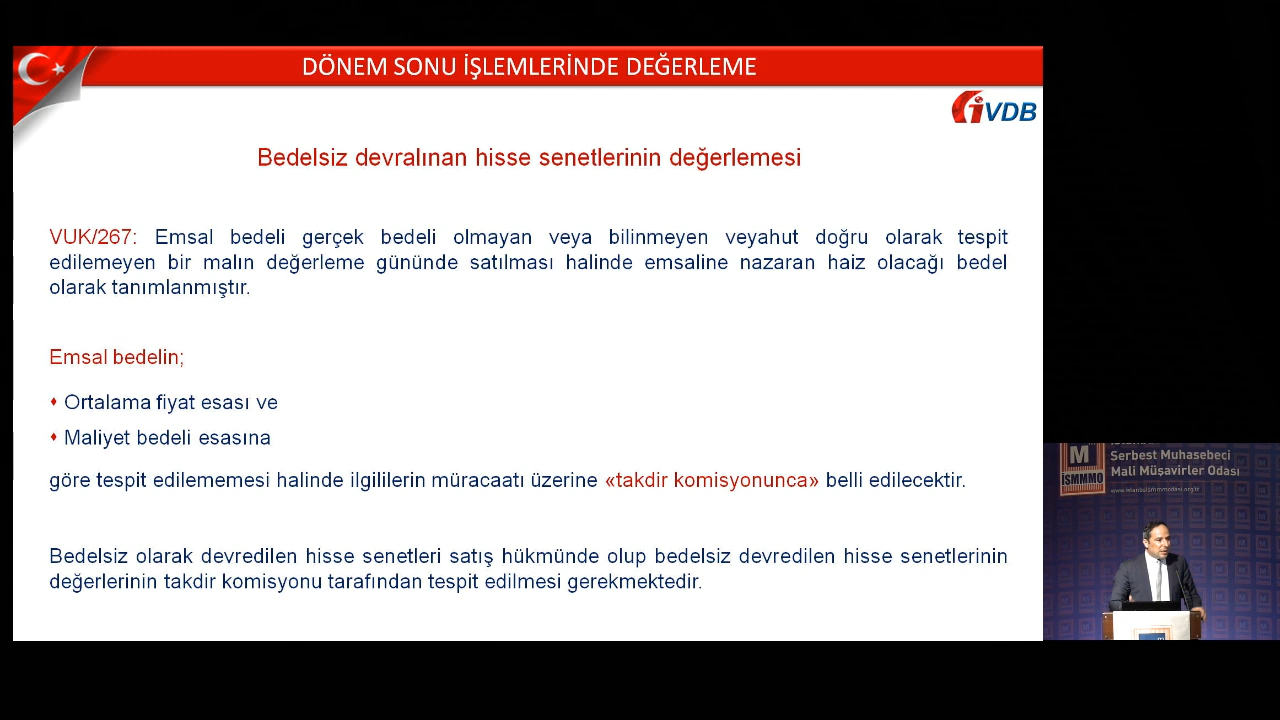 DÖNEM SONU İŞLEMLERİNDE DEĞERLEME
iVDB
Bedelsiz devralınan hisse senetlerinin değerlemesi
VUK/267: Emsal bedeli gerçek bedeli olmayan veya bilinmeyen veyahut doğru olarak tespit
edilemeyen bir malın değerleme gününde satılması halinde emsaline nazaran haiz olacağı bedel
olarak tanımlanmıştır.
Emsal bedelin;
Ortalama fiyat esası ve
Maliyet bedeli esasına
göre tespit edilememesi halinde ilgililerin müracaatı üzerine «takdir komisyonunca» belli edilecektir.
Bedelsiz olarak devredilen hisse senetleri satış hükmünde olup bedelsiz devredilen hisse senetlerinin
değerlerinin takdir komisyonu tarafından tespit edilmesi gerekmektedir.
M
İSMMMO
Serbest Muhasebeci
Mali Müşavirler Odası